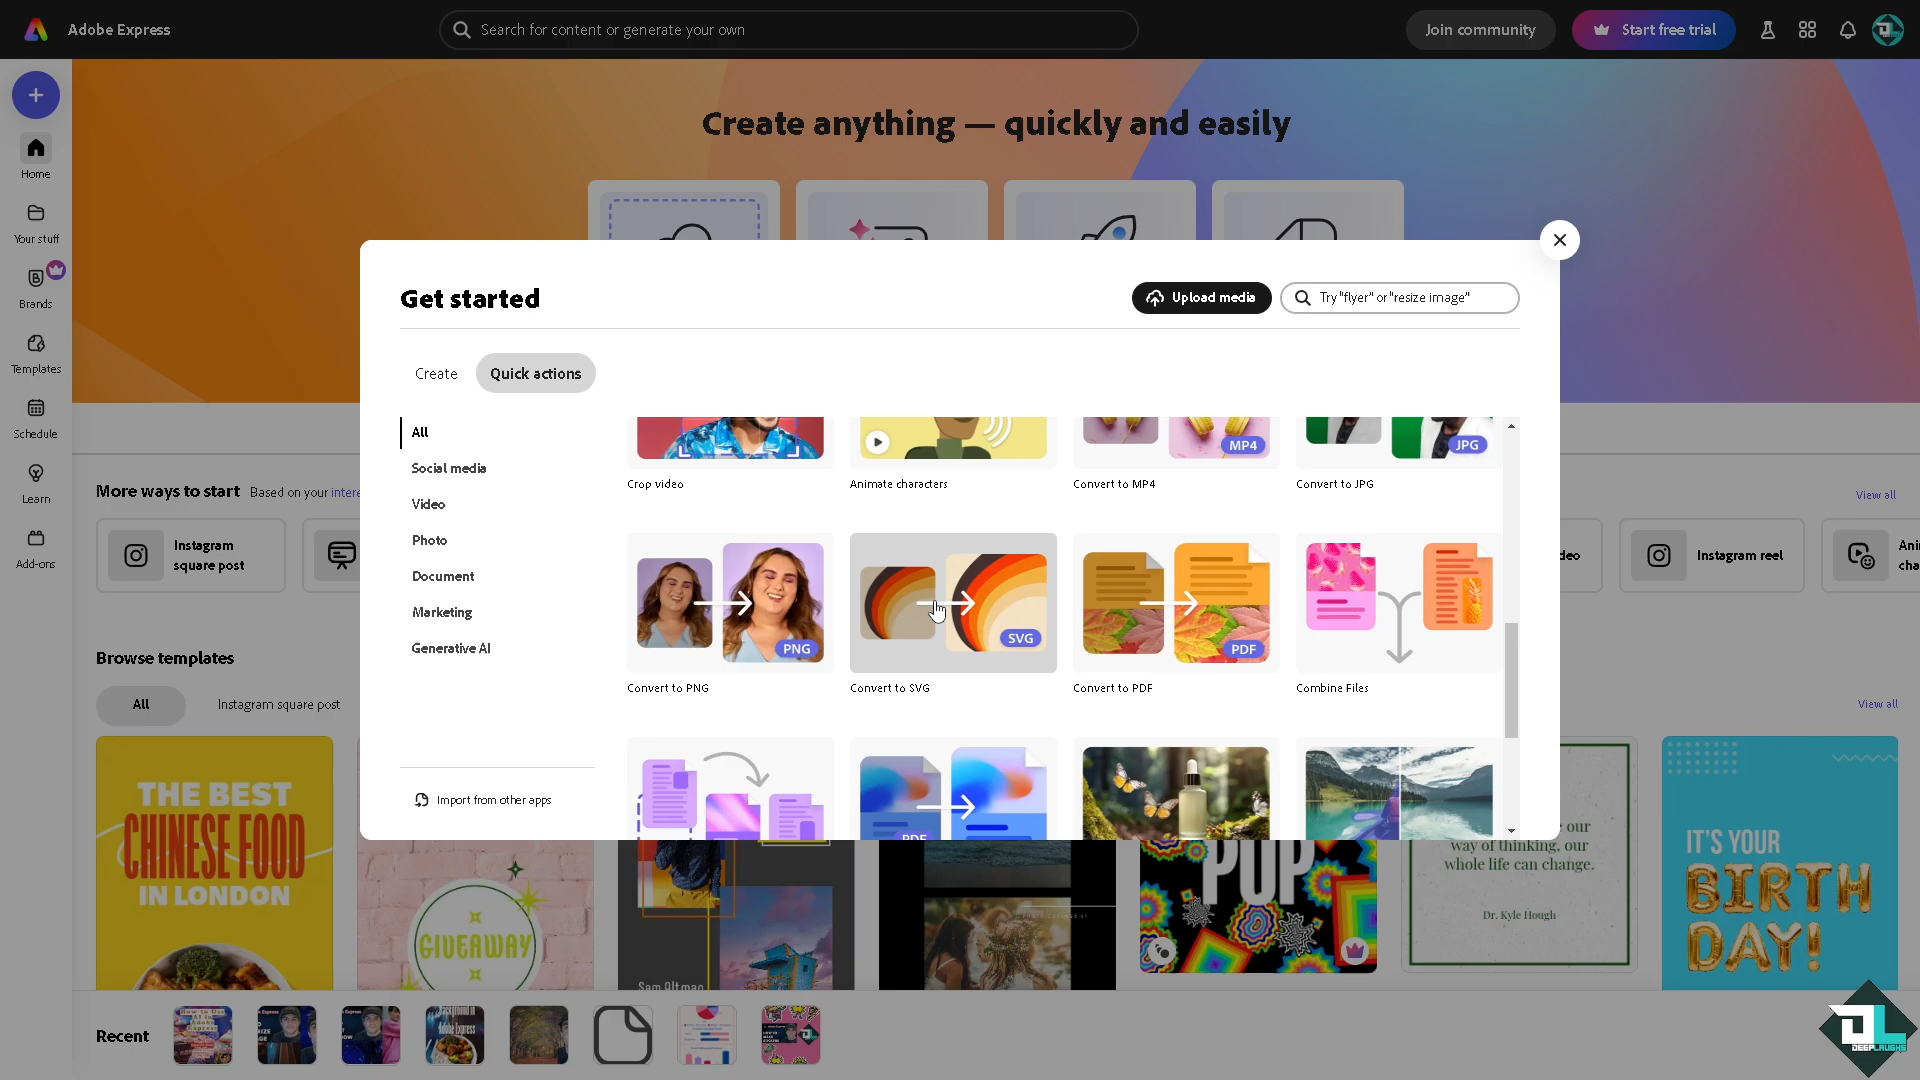 Adobe Express
Search for content or generate your own
Join community
Start free trial
Home
Your stuff
Brands
Templates
Schedule
Learn
Add-ons
Create anything — quickly and easily
Get started
Upload media
Try "flyer" or "resize image"
Create
Quick actions
All
Social media
Video
Photo
Document
Marketing
Generative AI
Import from other apps
MP4
JPG
Crop video
Animate characters
Convert to MP4
Convert to JPG
PNG
SVG
PDF
Convert to PNG
Convert to SVG
Convert to PDF
Combine Files
PDF
More ways to start
Based on your
View all
Instagram
square post
Instagram reel
Browse templates
All
Instagram square post
View all
THE BEST
CHINESE FOOD
IN LONDON
GIVEAWAY
Sam Altman
POP
our
way of thinking, our
whole life can change.
Dr. Kyle Hough
IT'S YOUR
BIRTH
DAY!
Recent
DL
DEEPLAUGHS